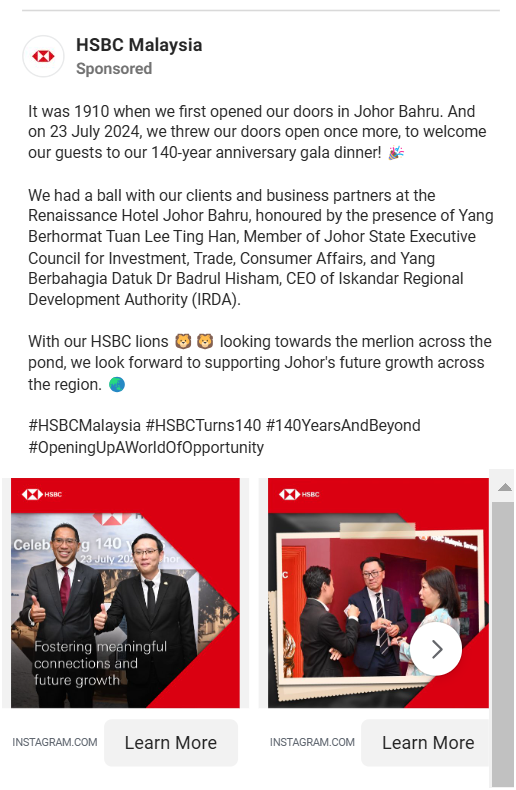 HSBC Malaysia
Sponsored
It was 1910 when we first opened our doors in Johor Bahru. And
on 23 July 2024, we threw our doors open once more, to welcome
our guests to our 140-year anniversary gala dinner! 🎉
We had a ball with our clients and business partners at the
Renaissance Hotel Johor Bahru, honoured by the presence of Yang
Berhormat Tuan Lee Ting Han, Member of Johor State Executive
Council for Investment, Trade, Consumer Affairs, and Yang
Berbahagia Datuk Dr Badrul Hisham, CEO of Iskandar Regional
Development Authority (IRDA).
With our HSBC lions 🦁 🦁 looking towards the merlion across the
pond, we look forward to supporting Johor's future growth across
the region. 🌏
#HSBCMalaysia #HSBCTurns140 #140YearsAndBeyond
#OpeningUpAWorldOfOpportunity
HSBC
140
23 July
Fostering meaningful
connections and
future growth
HSBC
HSBC Malaysia.
INSTAGRAM.COM
Learn More
INSTAGRAM.COM
Learn More